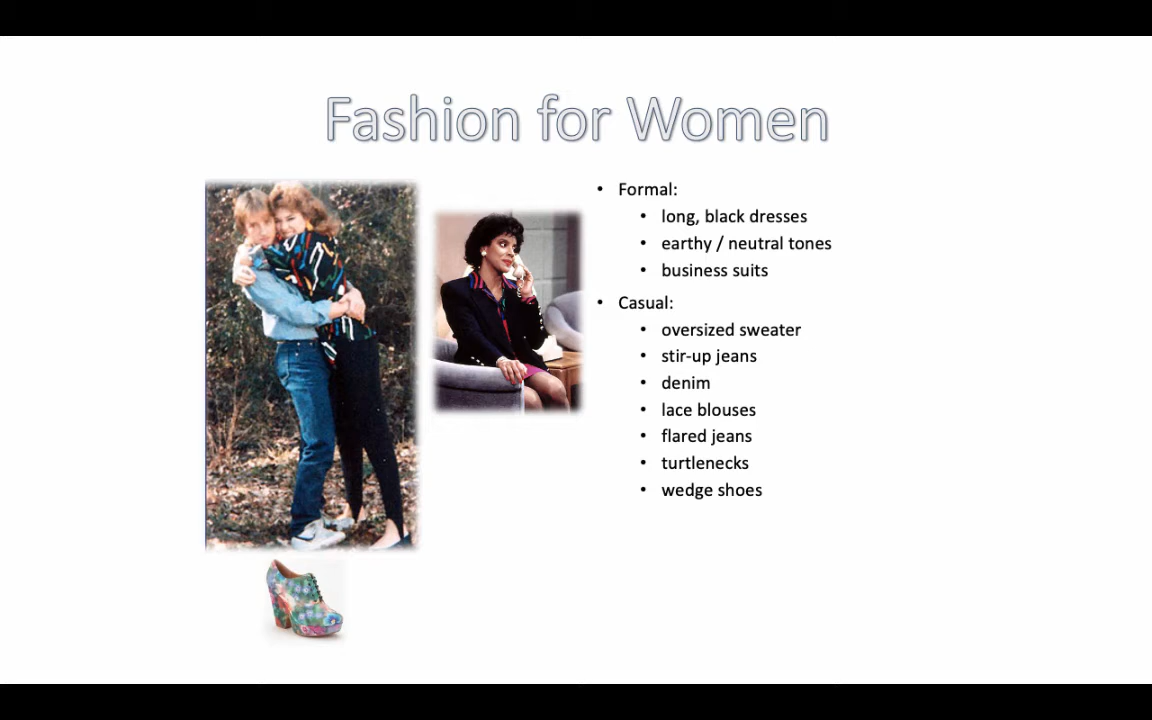 Fashion for Women
• Formal:
• long, black dresses
• earthy / neutral tones
• business suits
• Casual:
• oversized sweater
• stir-up jeans
• denim
• lace blouses
• flared jeans
• turtlenecks
• wedge shoes